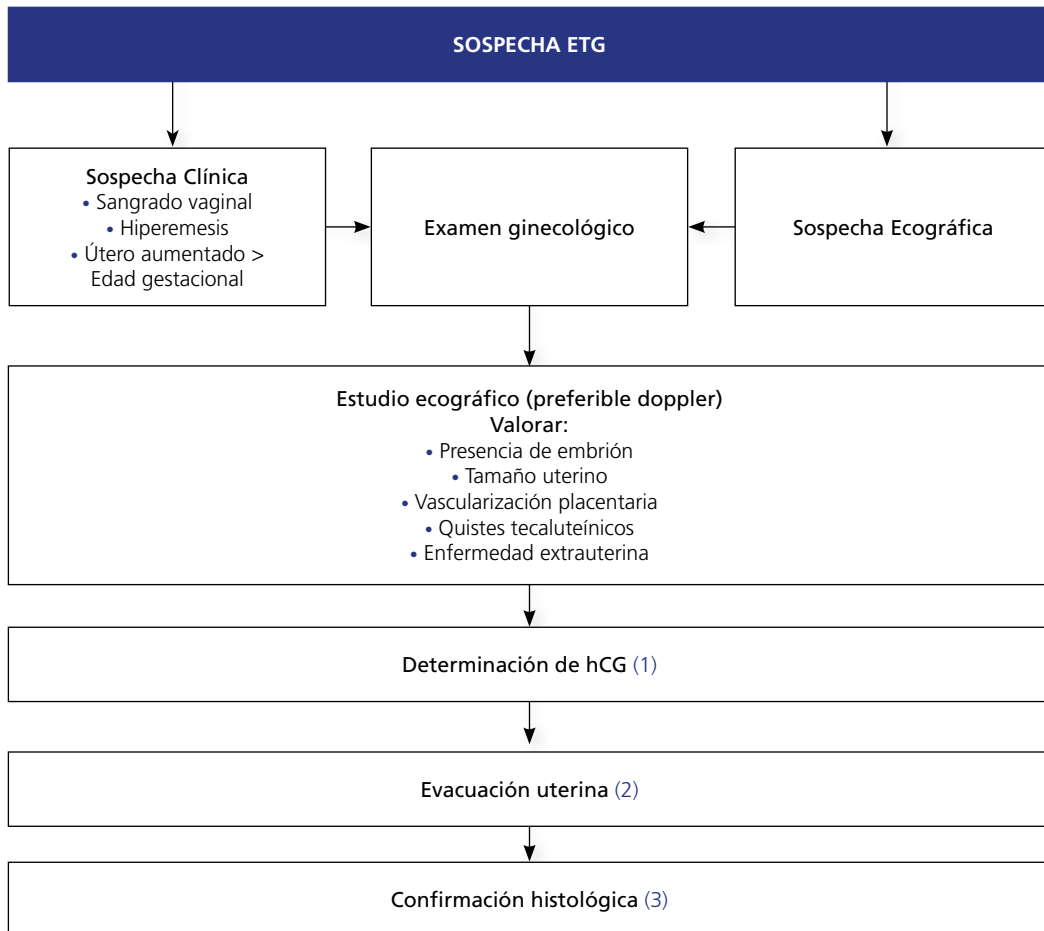 SOSPECHA ETG
Sospecha Clínica
• Sangrado vaginal
• Hiperemesis
• Útero aumentado >
Edad gestacional
Examen ginecológico
Sospecha Ecográfica
Estudio ecográfico (preferible doppler)
Valorar:
• Presencia de embrión
• Tamaño uterino
• Vascularización placentaria
• Quistes tecaluteínicos
• Enfermedad extrauterina
Determinación de hCG (1)
Evacuación uterina (2)
Confirmación histológica (3)